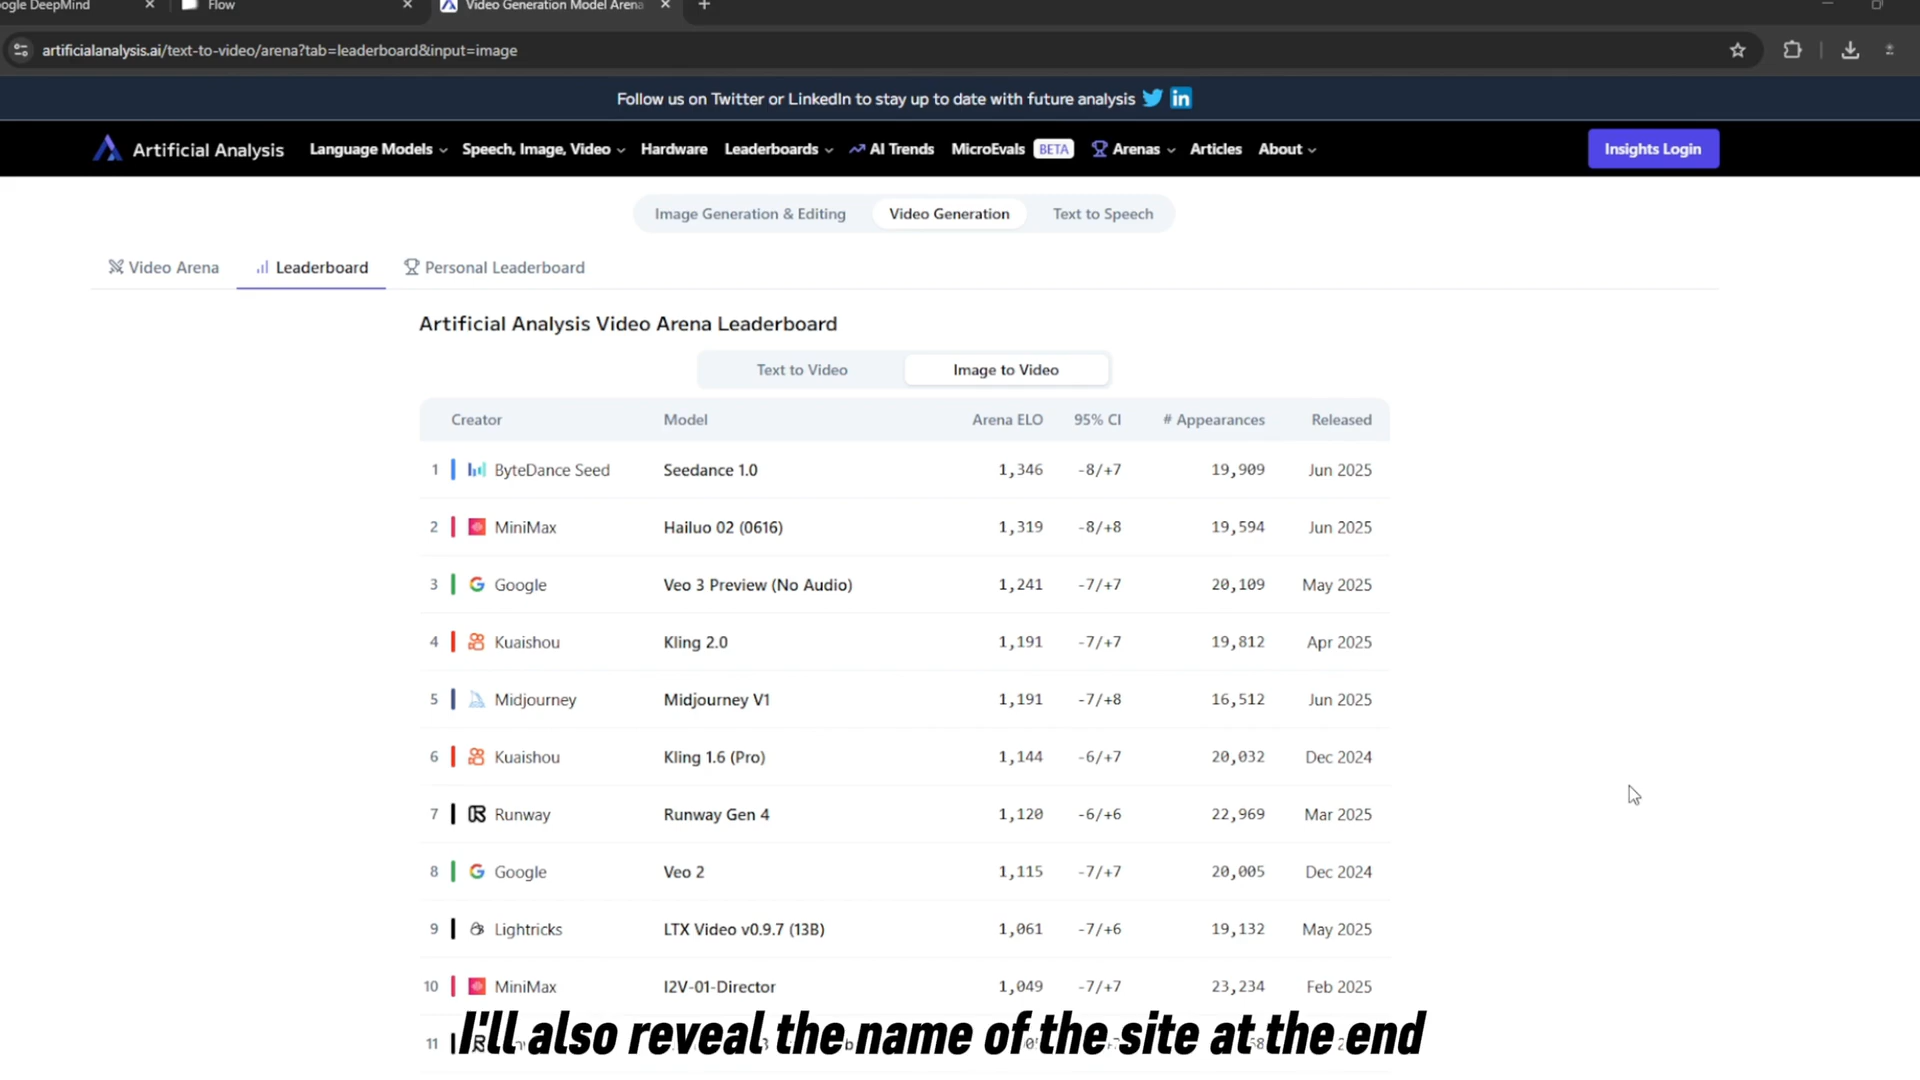 ogle DeepMind
Flow
Video Generation Model Arena
artificialanalysis.ai/text-to-video/arena?tab=leaderboard&input=image
Follow us on Twitter or LinkedIn to stay up to date with future analysis
Artificial Analysis Language Models Speech, Image, Video Hardware Leaderboards AI Trends MicroEvals BETA Arenas Articles About Insights Login
Image Generation & Editing Video Generation Text to Speech
Video Arena Leaderboard Personal Leaderboard
Artificial Analysis Video Arena Leaderboard
Text to Video Image to Video
Creator Model Arena ELO 95% CI # Appearances Released
1 ByteDance Seed Seedance 1.0 1,346 -8/+7 19,909 Jun 2025
2 MiniMax Hailuo 02 (0616) 1,319 -8/+8 19,594 Jun 2025
3 Google Veo 3 Preview (No Audio) 1,241 -7/+7 20,109 May 2025
4 Kuaishou Kling 2.0 1,191 -7/+7 19,812 Apr 2025
5 Midjourney Midjourney V1 1,191 -7/+8 16,512 Jun 2025
6 Kuaishou Kling 1.6 (Pro) 1,144 -6/+7 20,032 Dec 2024
7 Runway Runway Gen 4 1,120 -6/+6 22,969 Mar 2025
8 Google Veo 2 1,115 -7/+7 20,005 Dec 2024
9 Lightricks LTX Video v0.9.7 (13B) 1,061 -7/+6 19,132 May 2025
10 MiniMax I2V-01-Director 1,049 -7/+7 23,234 Feb 2025
11
I'll also reveal the name of the site at the end